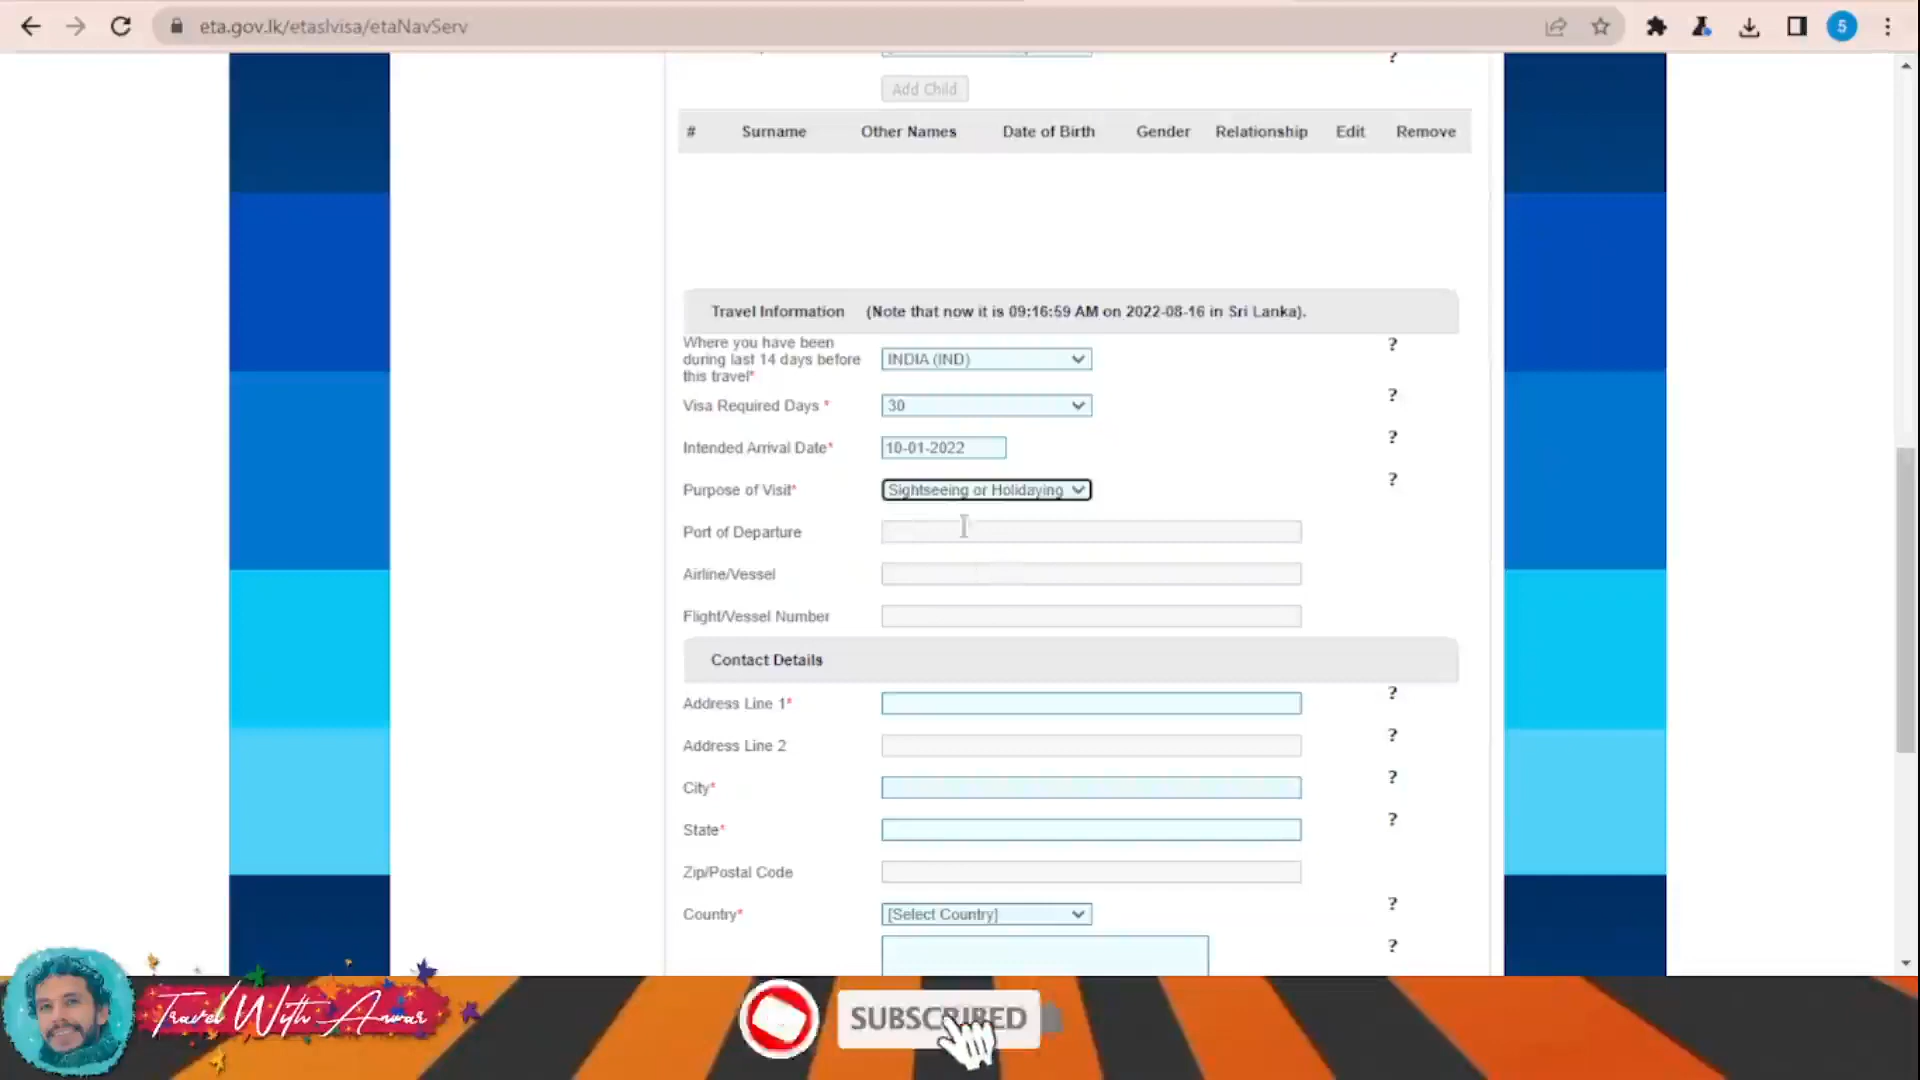 eta.gov.lk/etaslvisa/etaNavServ
5
?
Add Child
# Surname Other Names Date of Birth Gender Relationship Edit Remove
Travel Information (Note that now it is 09:16:59 AM on 2022-08-16 in Sri Lanka).
Where you have been
during last 14 days before
this travel*
INDIA (IND)
?
Visa Required Days *
30
?
Intended Arrival Date*
10-01-2022
?
Purpose of Visit*
Sightseeing or Holidaying
?
Port of Departure
Airline/Vessel
Flight/Vessel Number
Contact Details
Address Line 1*
?
Address Line 2
?
City*
?
State*
?
Zip/Postal Code
Country*
[Select Country]
?
?
Travel With Anwar
SUBSCRIBED